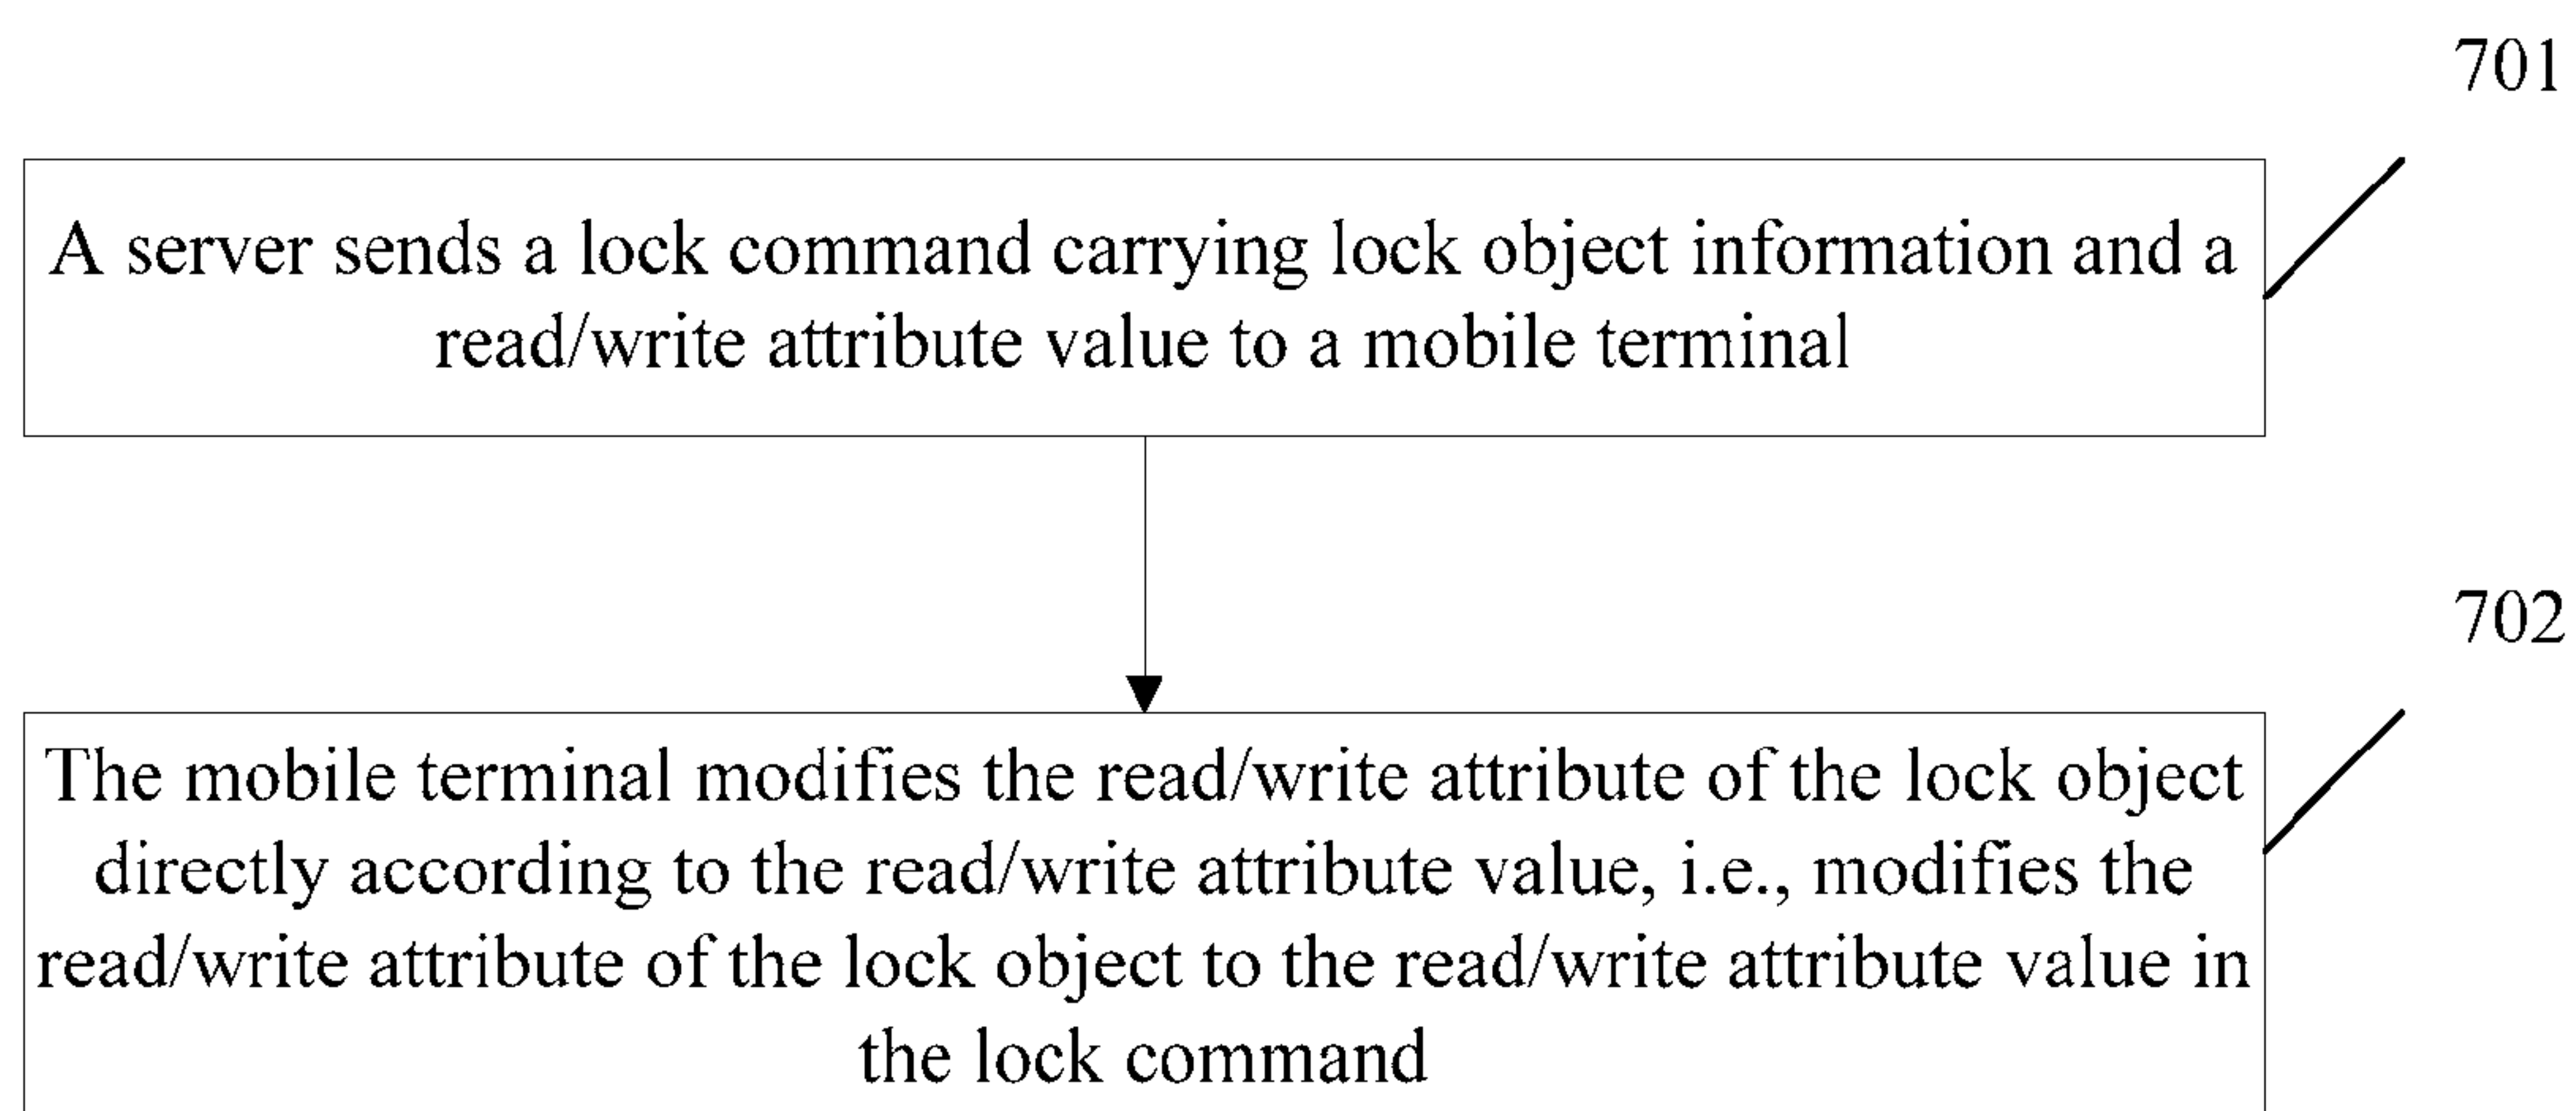 701
A server sends a lock command carrying lock object information and a
read/write attribute value to a mobile terminal
702
The mobile terminal modifies the read/write attribute of the lock object
directly according to the read/write attribute value, i.e., modifies the
read/write attribute of the lock object to the read/write attribute value in
the lock command